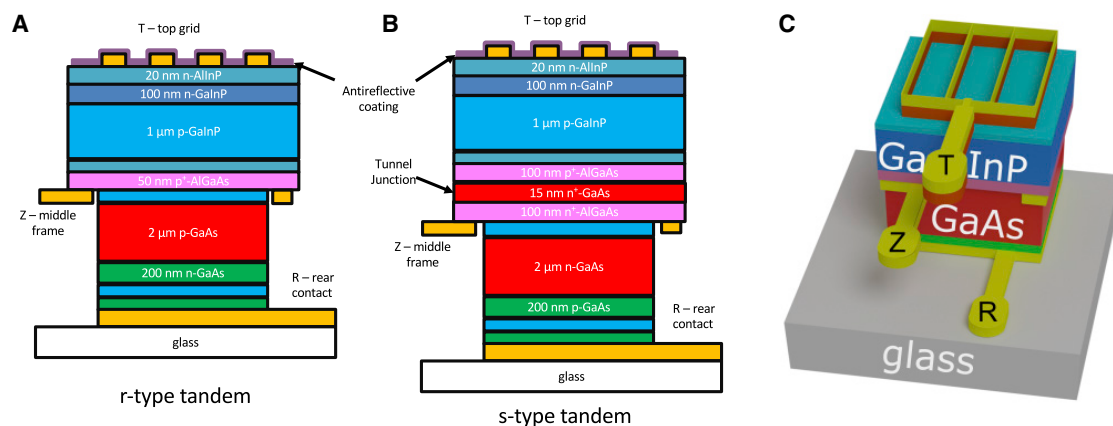 A
T – top grid
20 nm n-AlInP
100 nm n-GaInP
1 µm p-GaInP
50 nm p⁺-AlGaAs
Z – middle
frame
2 µm p-GaAs
200 nm n-GaAs
R – rear
contact
glass
r-type tandem
Antireflective
coating
Tunnel
Junction
B
T – top grid
20 nm n-AlInP
100 nm n-GaInP
1 µm p-GaInP
100 nm p⁺-AlGaAs
15 nm n⁺-GaAs
100 nm n⁺-AlGaAs
Z – middle
frame
2 µm n-GaAs
200 nm p-GaAs
R – rear
contact
glass
s-type tandem
C
Ga InP
T
GaAs
Z
R
glass